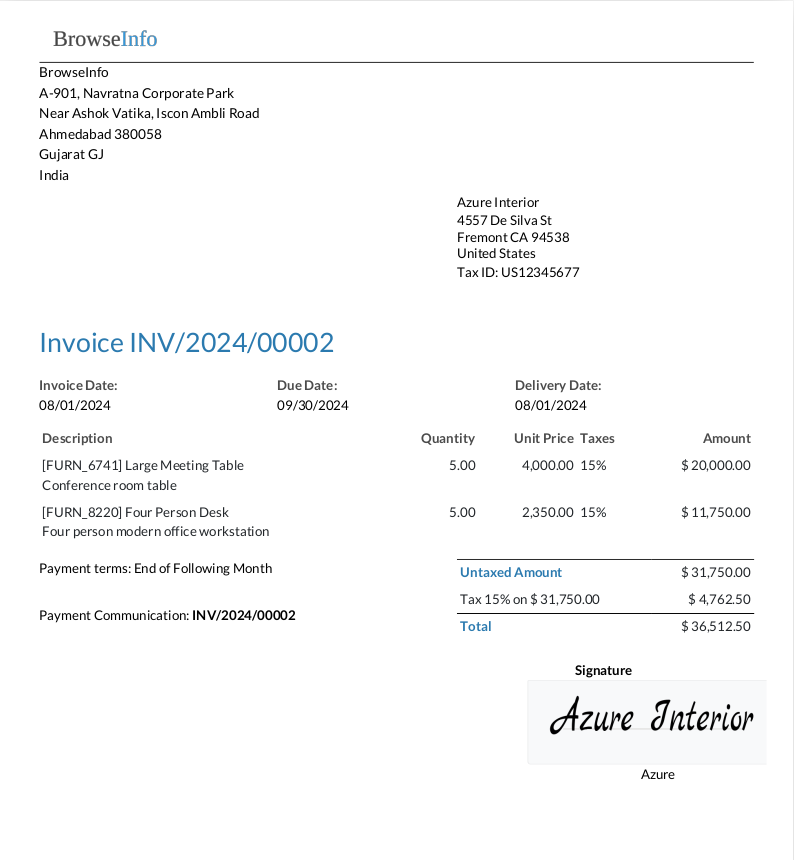 BrowseInfo
BrowseInfo
A-901, Navratna Corporate Park
Near Ashok Vatika, Iscon Ambli Road
Ahmedabad 380058
Gujarat GJ
India
Azure Interior
4557 De Silva St
Fremont CA 94538
United States
Tax ID: US12345677
Invoice INV/2024/00002
Invoice Date: Due Date: Delivery Date:
08/01/2024 09/30/2024 08/01/2024
Description Quantity Unit Price Taxes Amount
[FURN_6741] Large Meeting Table 5.00 4,000.00 15% $ 20,000.00
Conference room table
[FURN_8220] Four Person Desk 5.00 2,350.00 15% $ 11,750.00
Four person modern office workstation
Payment terms: End of Following Month
Payment Communication: INV/2024/00002
Untaxed Amount $ 31,750.00
Tax 15% on $ 31,750.00 $ 4,762.50
Total $ 36,512.50
Signature
Azure Interior
Azure